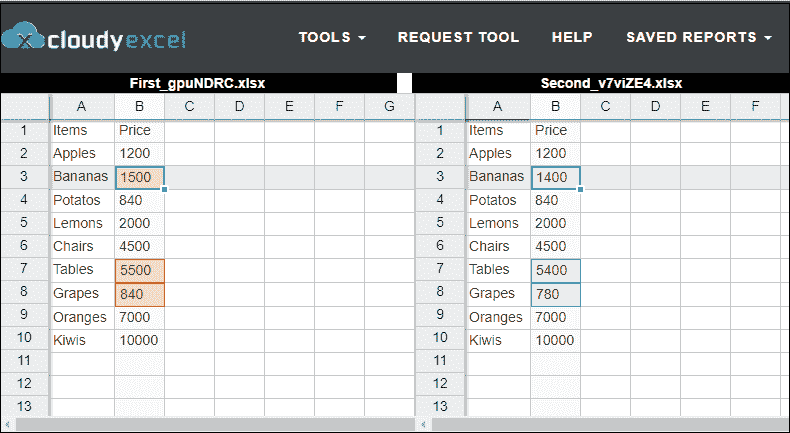 cloudyexcel TOOLS REQUEST TOOL HELP SAVED REPORTS
First_gpuNDRC.xlsx Second_v7viZE4.xlsx
A B C D E F G A B C D E F
1 Items Price 1 Items Price
2 Apples 1200 2 Apples 1200
3 Bananas 1500 3 Bananas 1400
4 Potatos 840 4 Potatos 840
5 Lemons 2000 5 Lemons 2000
6 Chairs 4500 6 Chairs 4500
7 Tables 5500 7 Tables 5400
8 Grapes 840 8 Grapes 780
9 Oranges 7000 9 Oranges 7000
10 Kiwis 10000 10 Kiwis 10000
11 11
12 12
13 13